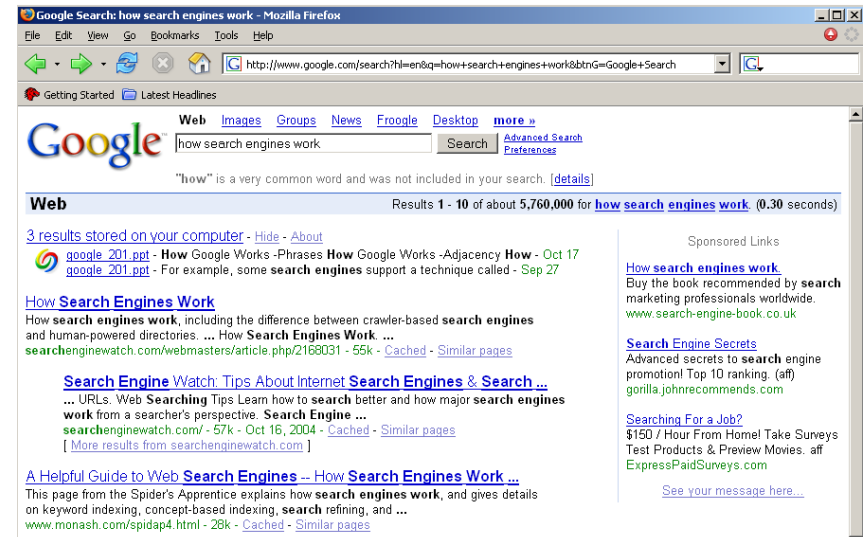 Google Search: how search engines work - Mozilla Firefox
File Edit View Go Bookmarks Tools Help
G http://www.google.com/search?hl=en&q=how+search+engines+work&btnG=Google+Search G
Getting Started Latest Headlines
Web Images Groups News Froogle Desktop more »
Google™ how search engines work Search Advanced Search
Preferences
"how" is a very common word and was not included in your search. [details]
Web Results 1 - 10 of about 5,760,000 for how search engines work. (0.30 seconds)
3 results stored on your computer - Hide - About
google 201.ppt - How Google Works -Phrases How Google Works -Adjacency How - Oct 17
google 201.ppt - For example, some search engines support a technique called - Sep 27
How Search Engines Work
How search engines work, including the difference between crawler-based search engines
and human-powered directories. ... How Search Engines Work. ...
searchenginewatch.com/webmasters/article.php/2168031 - 55k - Cached - Similar pages
Search Engine Watch: Tips About Internet Search Engines & Search ...
... URLs. Web Searching Tips Learn how to search better and how major search engines
work from a searcher's perspective. Search Engine ...
searchenginewatch.com/ - 57k - Oct 16, 2004 - Cached - Similar pages
[ More results from searchenginewatch.com ]
A Helpful Guide to Web Search Engines -- How Search Engines Work ...
This page from the Spider's Apprentice explains how search engines work, and gives details
on keyword indexing, concept-based indexing, search refining, and ...
www.monash.com/spidap4.html - 28k - Cached - Similar pages
Sponsored Links
How search engines work.
Buy the book recommended by search
marketing professionals worldwide.
www.search-engine-book.co.uk
Search Engine Secrets
Advanced secrets to search engine
promotion! Top 10 ranking. (aff)
gorilla.johnrecommends.com
Searching For a Job?
$150 / Hour From Home! Take Surveys
Test Products & Preview Movies. aff
ExpressPaidSurveys.com
See your message here...